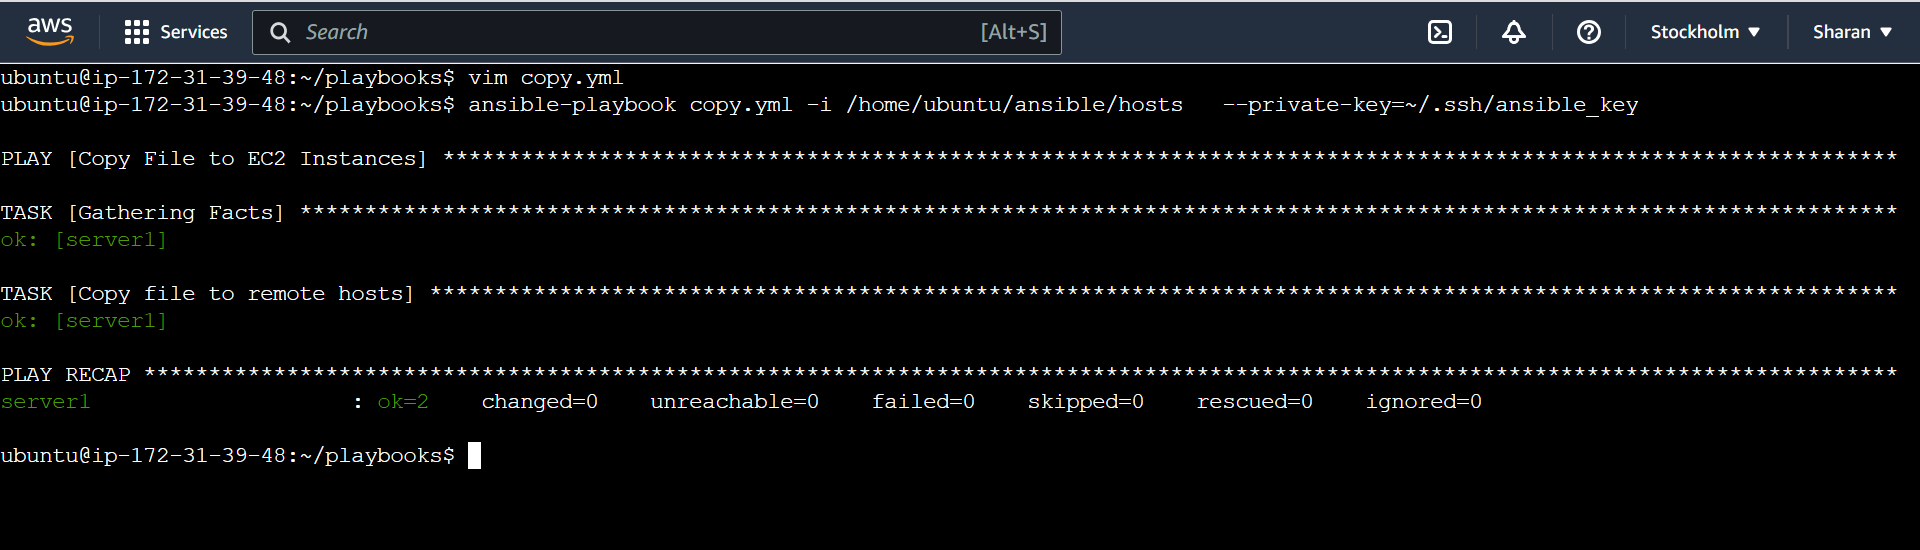 aws Services Search [Alt+S] Stockholm ▼ Sharan ▼
ubuntu@ip-172-31-39-48:~/playbooks$ vim copy.yml
ubuntu@ip-172-31-39-48:~/playbooks$ ansible-playbook copy.yml -i /home/ubuntu/ansible/hosts   --private-key=~/.ssh/ansible_key
PLAY [Copy File to EC2 Instances] ****************************************************************************************************************
TASK [Gathering Facts] ***************************************************************************************************************************
ok: [server1]
TASK [Copy file to remote hosts] *****************************************************************************************************************
ok: [server1]
PLAY RECAP ***************************************************************************************************************************************
server1                    : ok=2    changed=0    unreachable=0    failed=0    skipped=0    rescued=0    ignored=0
ubuntu@ip-172-31-39-48:~/playbooks$